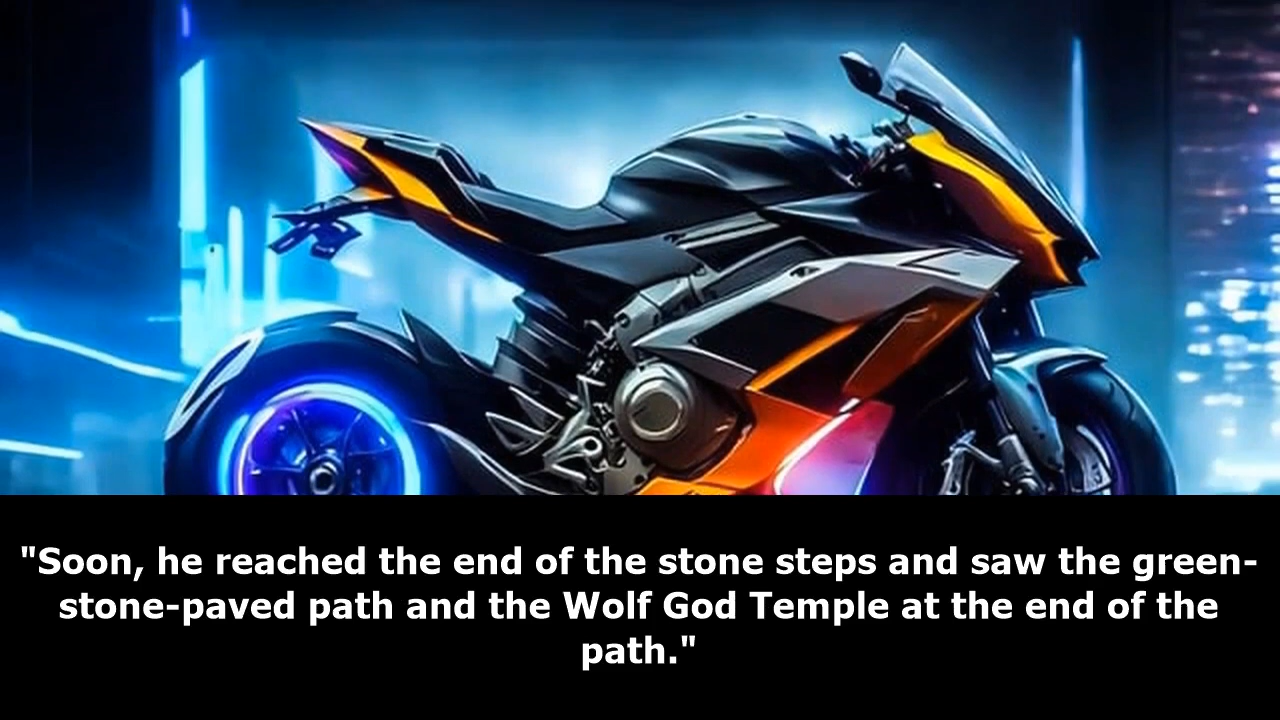 "Soon, he reached the end of the stone steps and saw the green-
stone-paved path and the Wolf God Temple at the end of the
path."